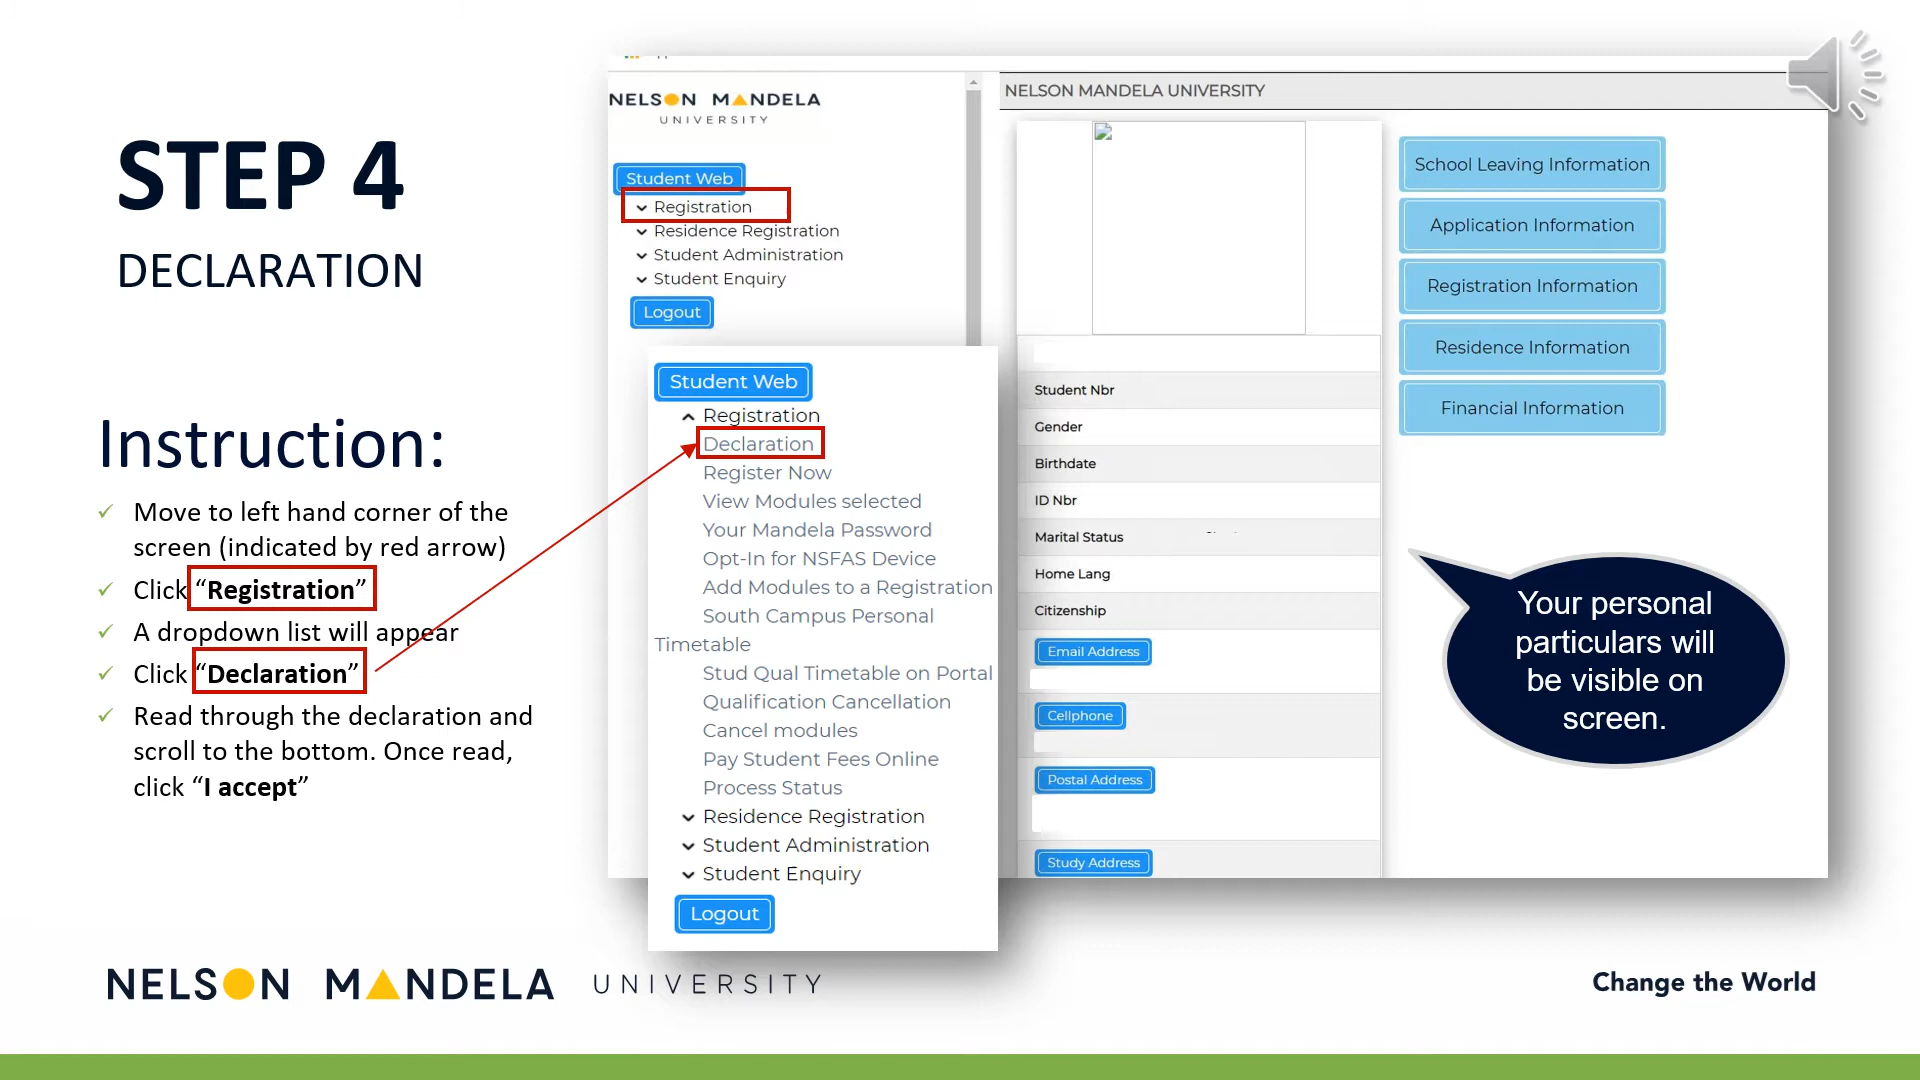 STEP 4
DECLARATION
Instruction:
✓ Move to left hand corner of the
screen (indicated by red arrow)
✓ Click “Registration”
✓ A dropdown list will appear
✓ Click “Declaration”
✓ Read through the declaration and
scroll to the bottom. Once read,
click “I accept”
NELSON MANDELA
UNIVERSITY
Student Web
Registration
Residence Registration
Student Administration
Student Enquiry
Logout
Student Web
Registration
Declaration
Register Now
View Modules selected
Your Mandela Password
Opt-In for NSFAS Device
Add Modules to a Registration
South Campus Personal
Timetable
Stud Qual Timetable on Portal
Qualification Cancellation
Cancel modules
Pay Student Fees Online
Process Status
Residence Registration
Student Administration
Student Enquiry
Logout
NELSON MANDELA UNIVERSITY
Student Nbr
Gender
Birthdate
ID Nbr
Marital Status
Home Lang
Citizenship
Email Address
Cellphone
Postal Address
Study Address
School Leaving Information
Application Information
Registration Information
Residence Information
Financial Information
Your personal
particulars will
be visible on
screen.
NELSON MANDELA UNIVERSITY
Change the World